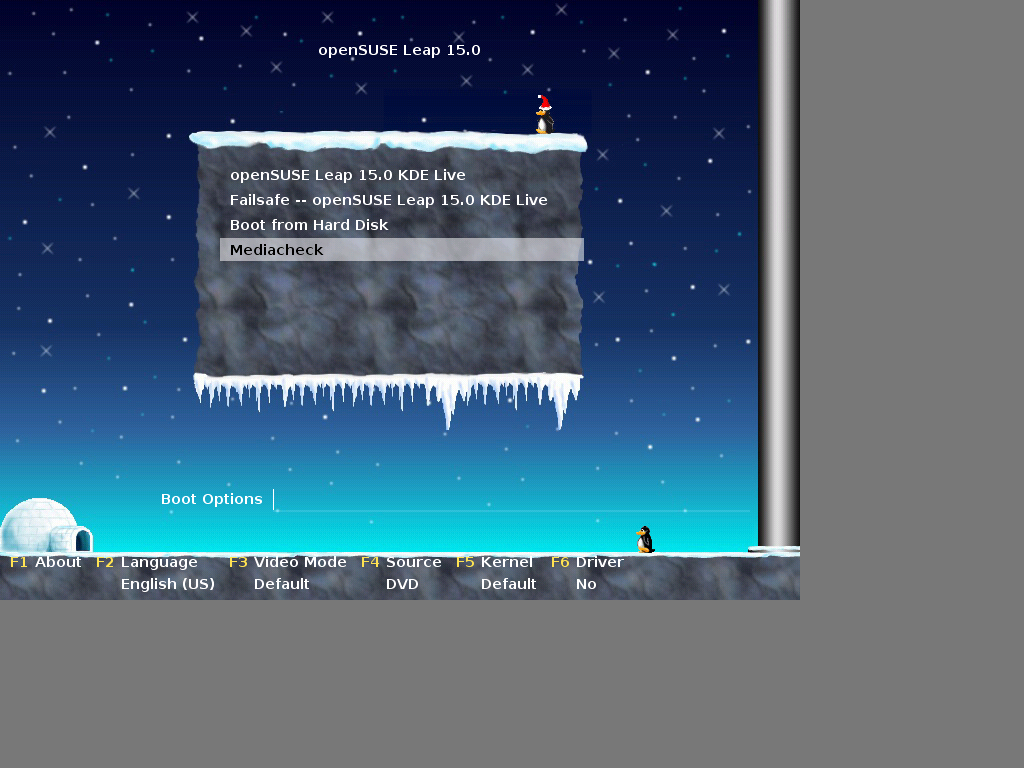 openSUSE Leap 15.0
openSUSE Leap 15.0 KDE Live
Failsafe -- openSUSE Leap 15.0 KDE Live
Boot from Hard Disk
Mediacheck
Boot Options
F1 About F2 Language F3 Video Mode F4 Source F5 Kernel F6 Driver
English (US) Default DVD Default No